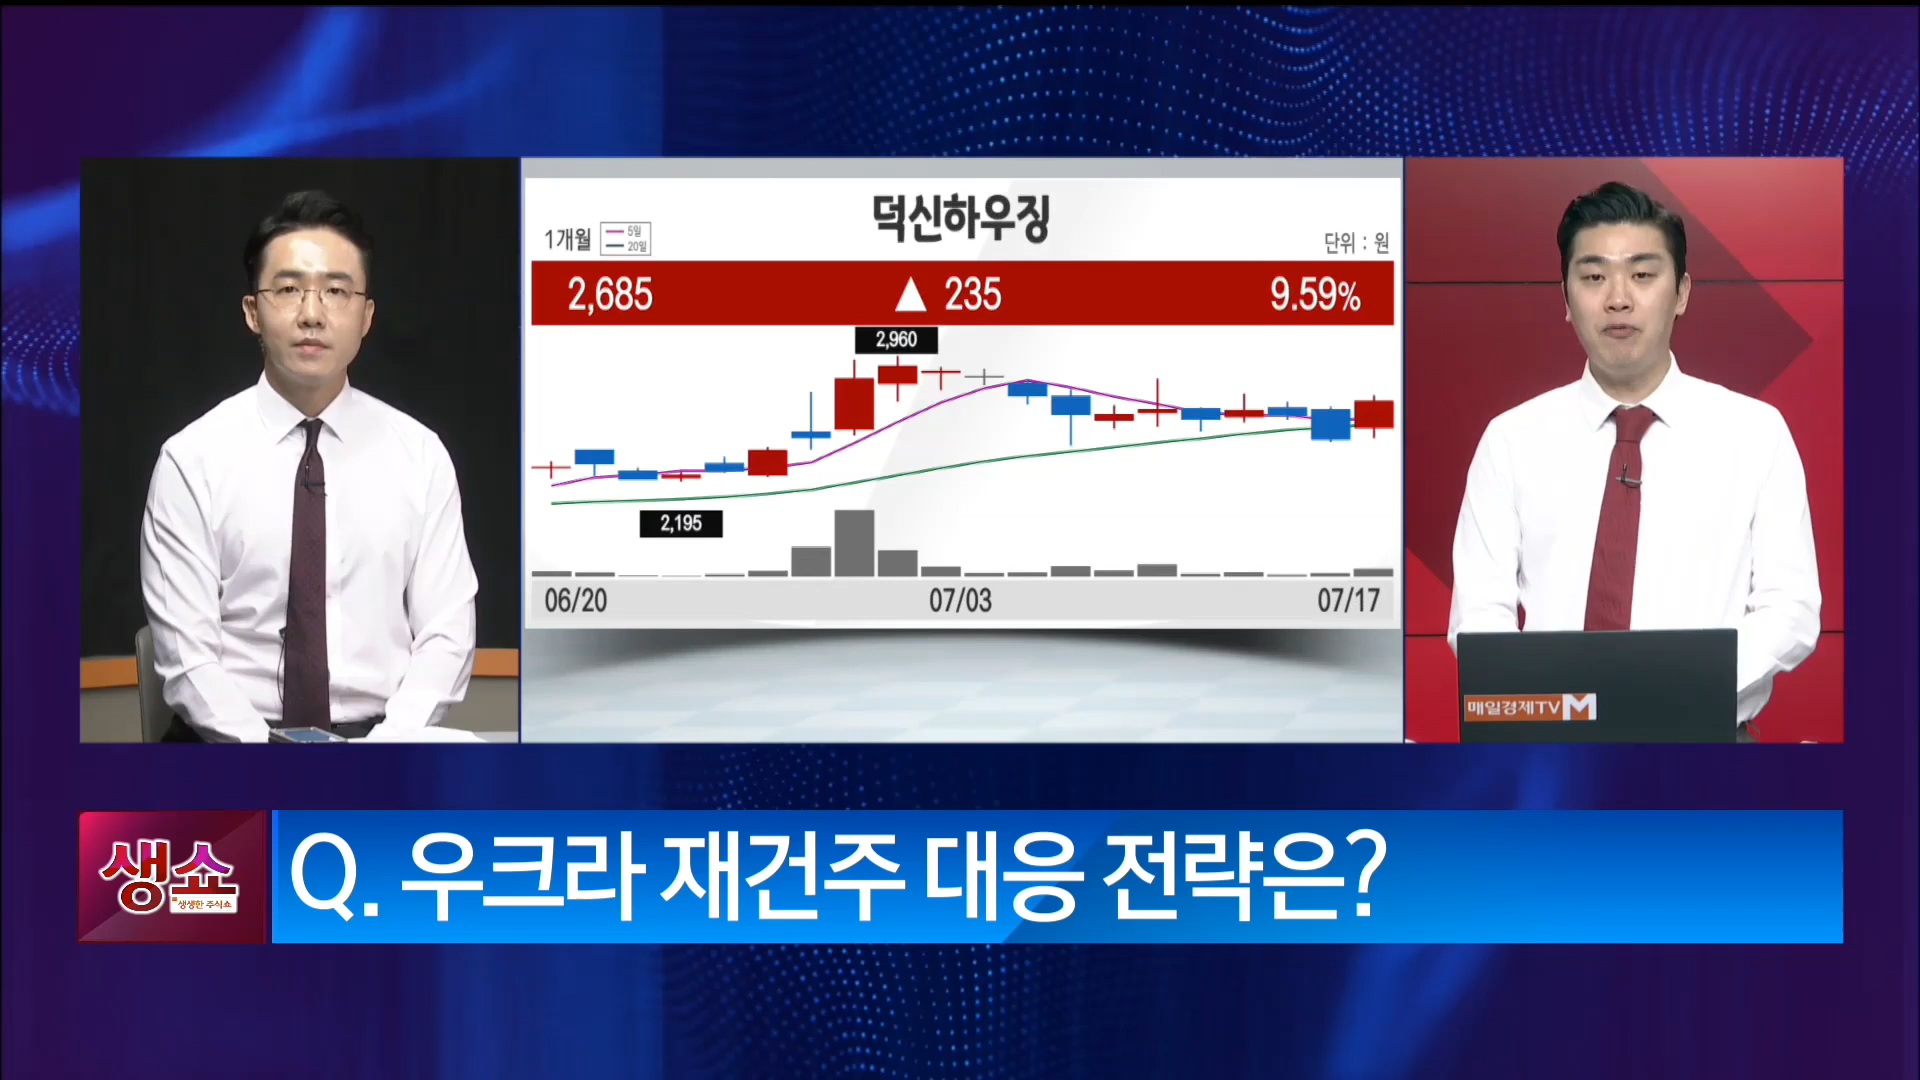 덕신하우징
1개월
5일
20일
단위 : 원
2,685 ▲ 235 9.59%
2,960
2,195
06/20 07/03 07/17
매일경제TV M
생쇼
생생한 주식쇼
Q. 우크라 재건주 대응 전략은?